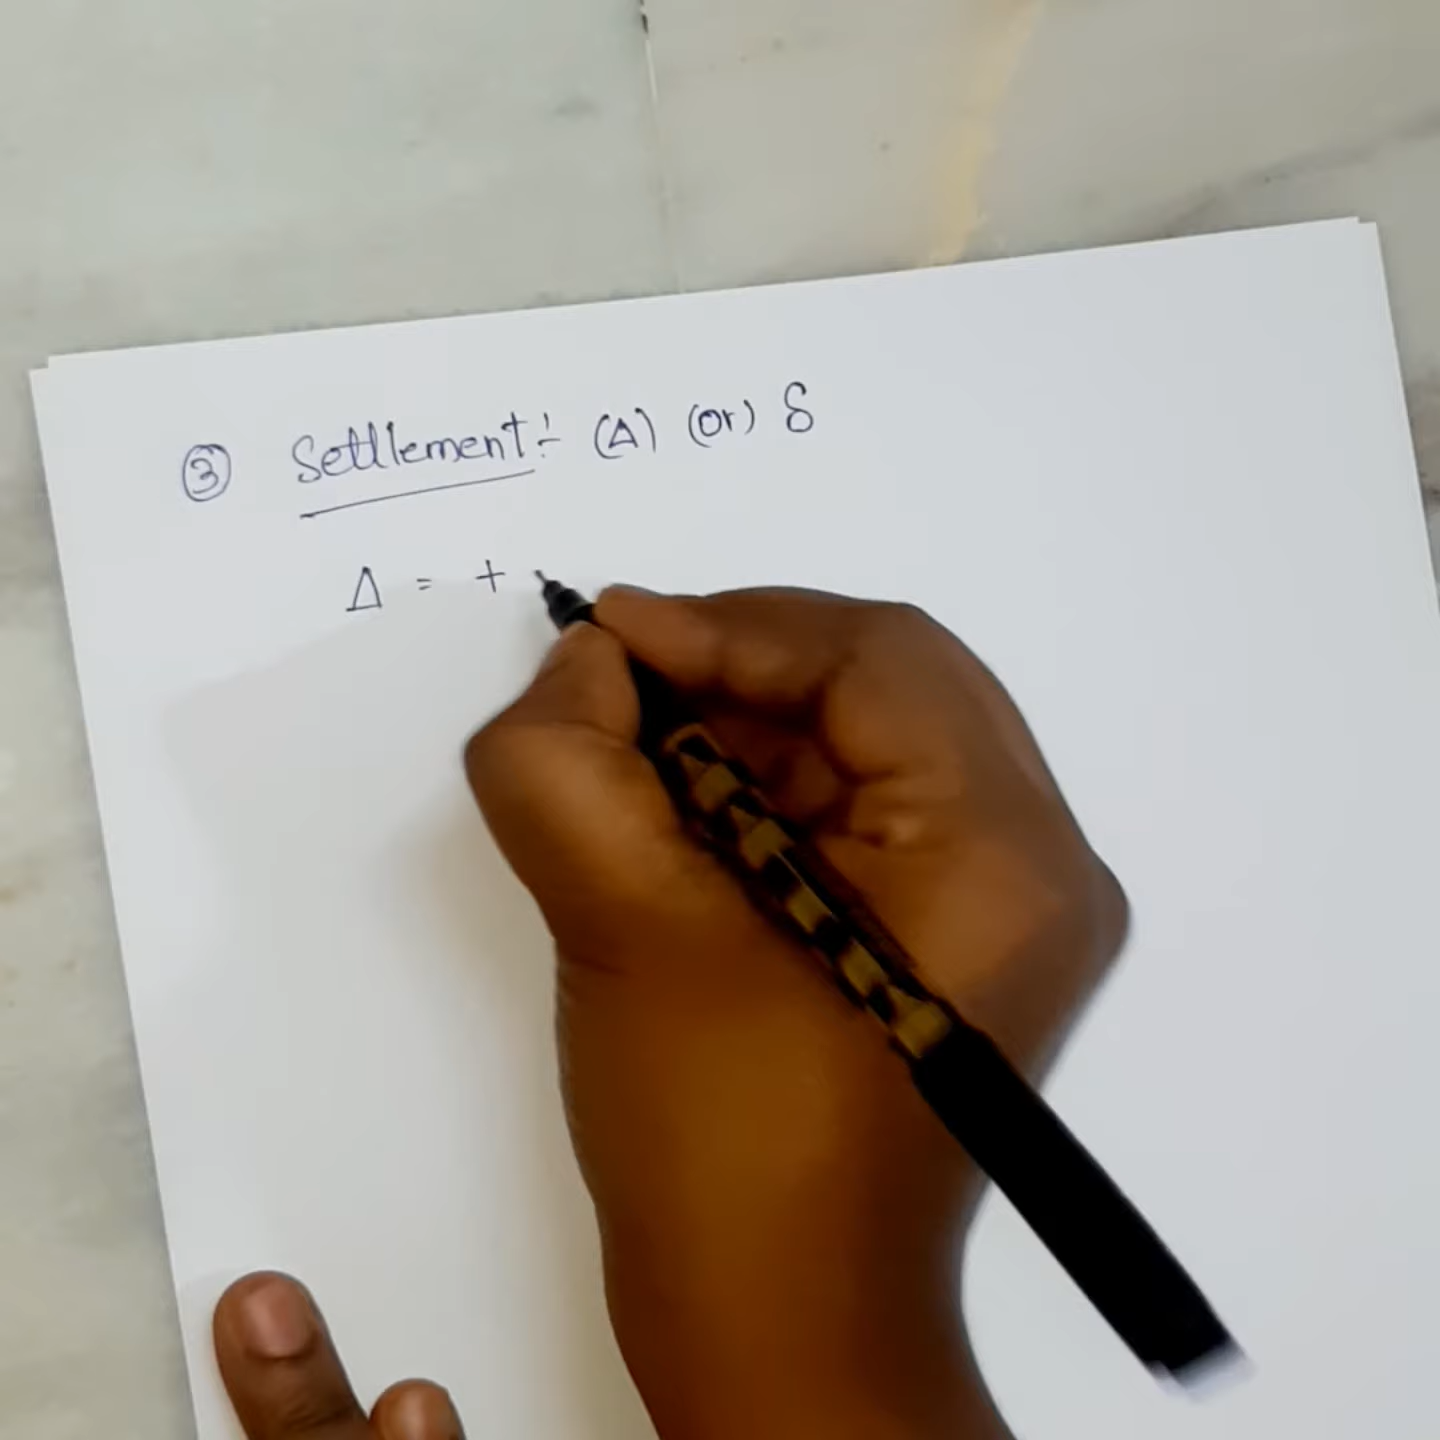 ③ Settlement:- (Δ) (or) δ
Δ = +